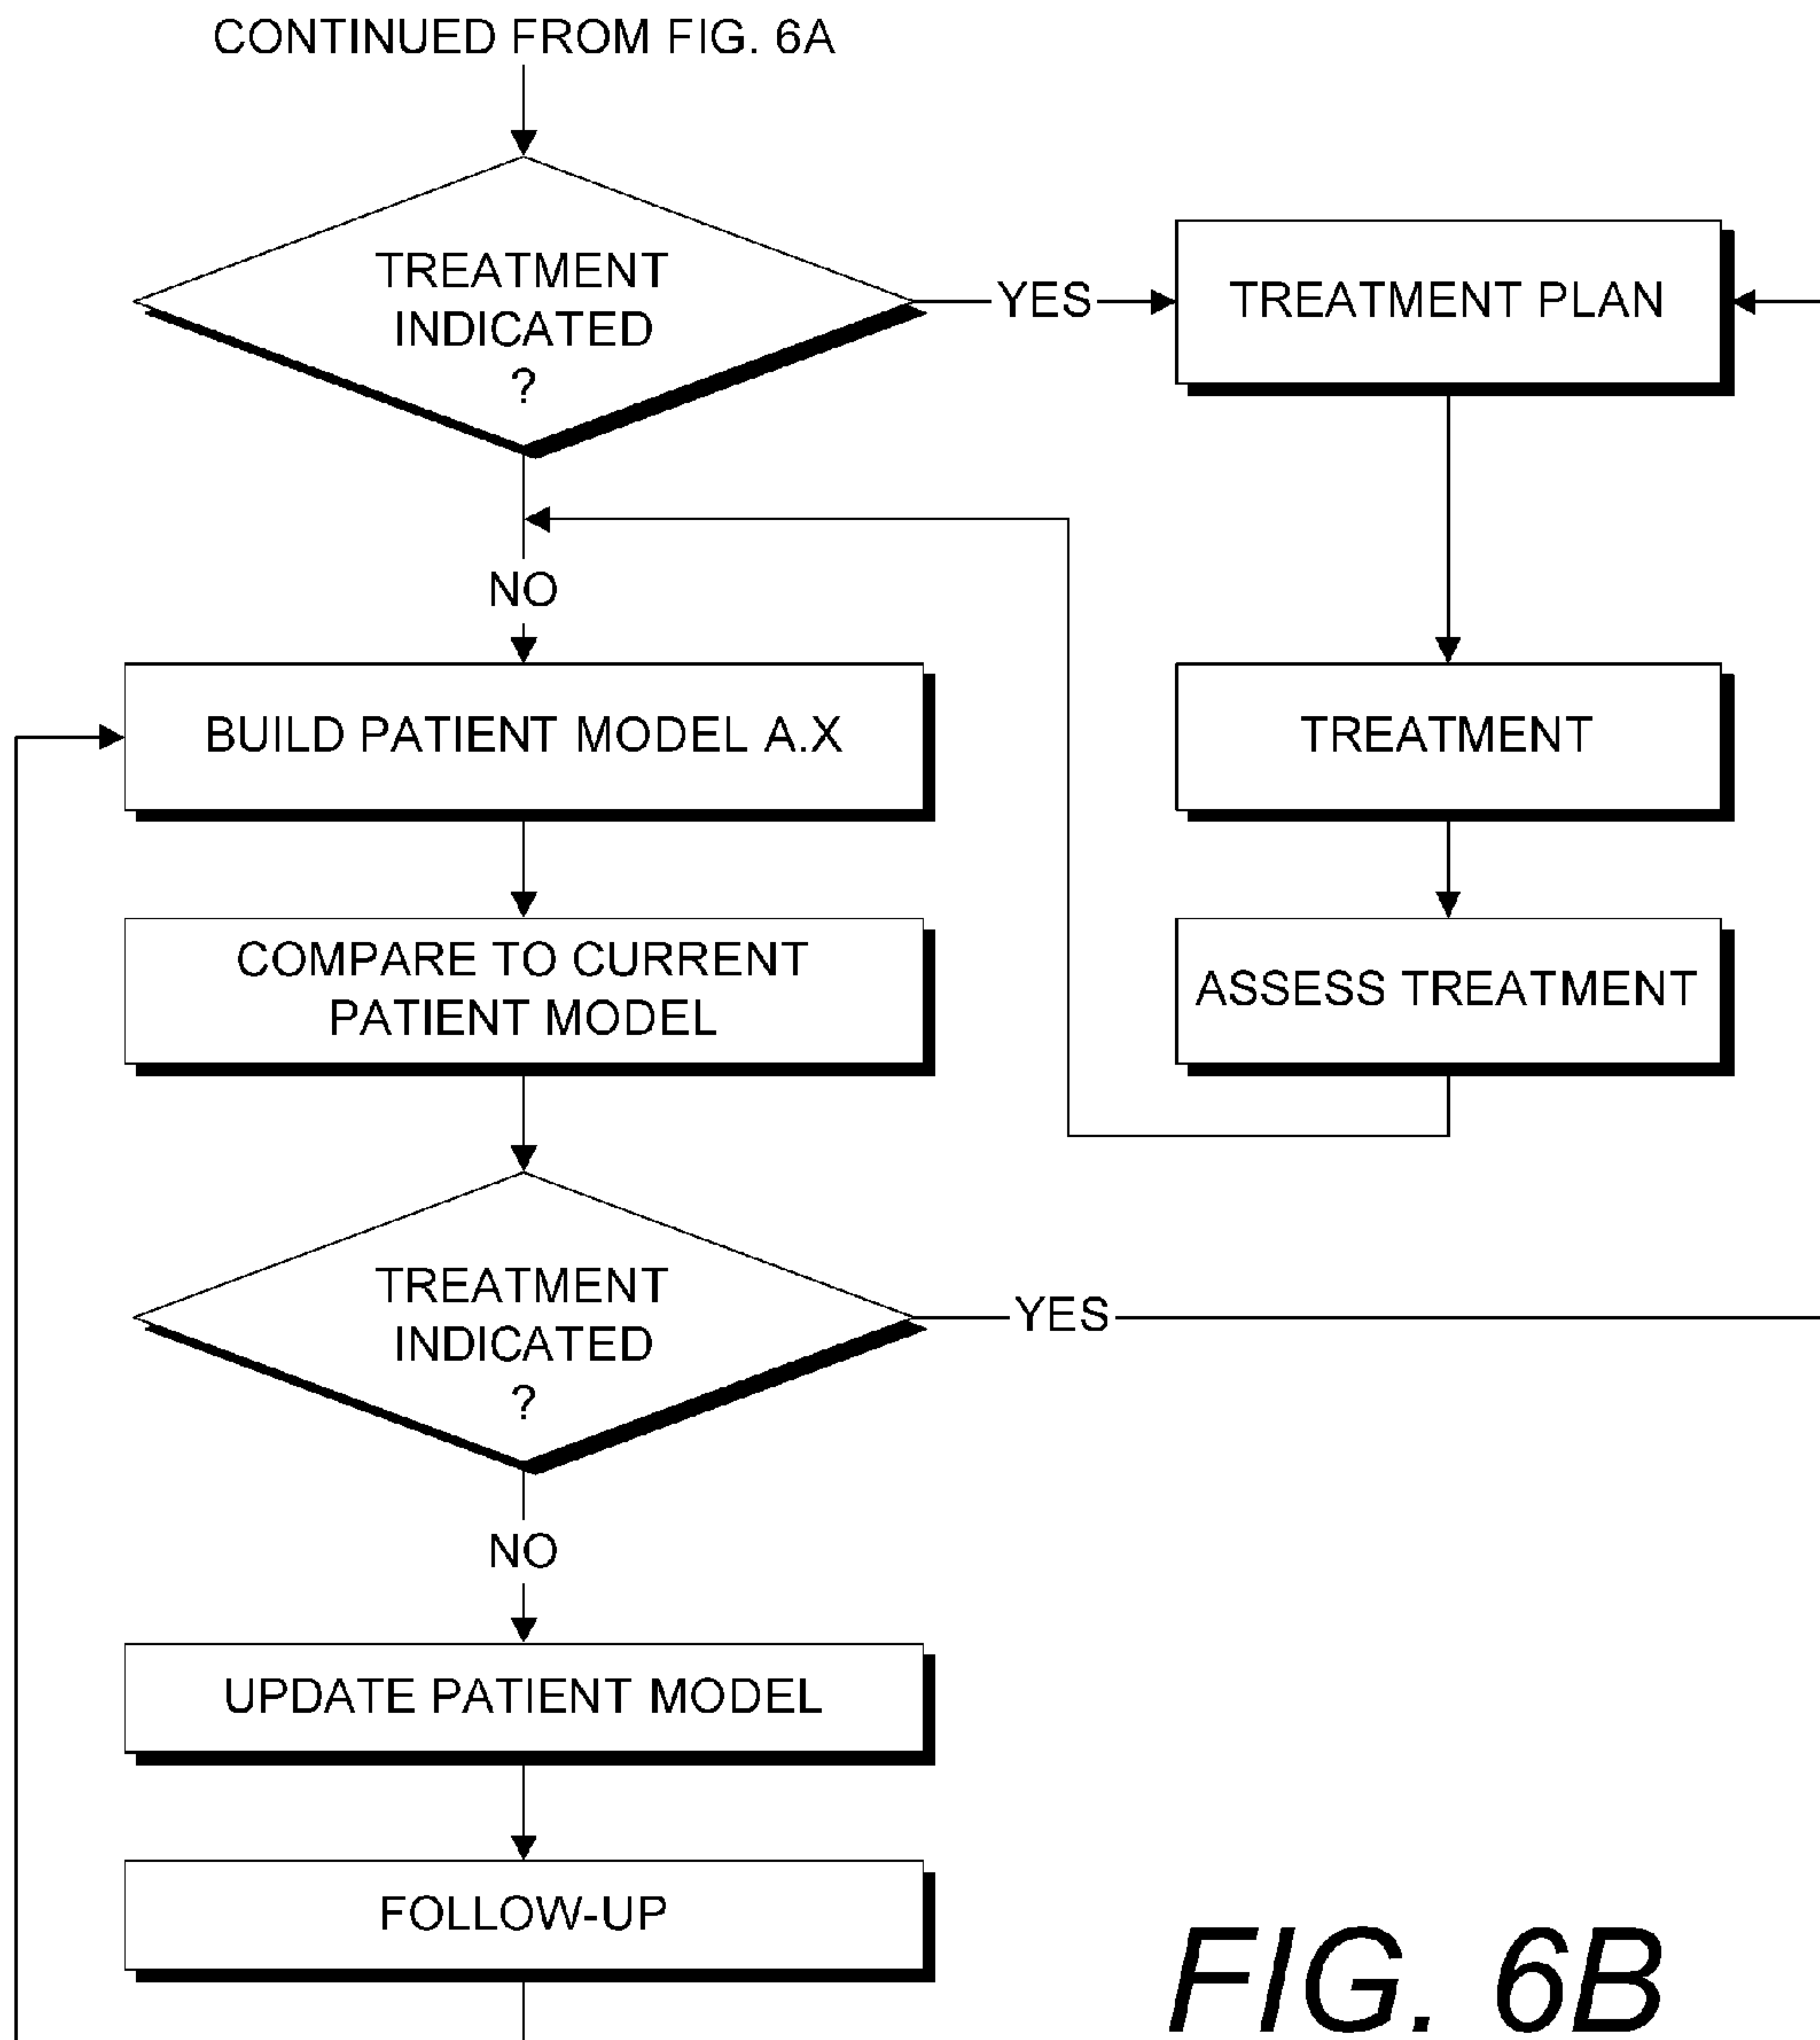 CONTINUED FROM FIG. 6A
TREATMENT
INDICATED
?
YES
TREATMENT PLAN
NO
BUILD PATIENT MODEL A.X
TREATMENT
COMPARE TO CURRENT
PATIENT MODEL
ASSESS TREATMENT
TREATMENT
INDICATED
?
YES
NO
UPDATE PATIENT MODEL
FOLLOW-UP
FIG. 6B